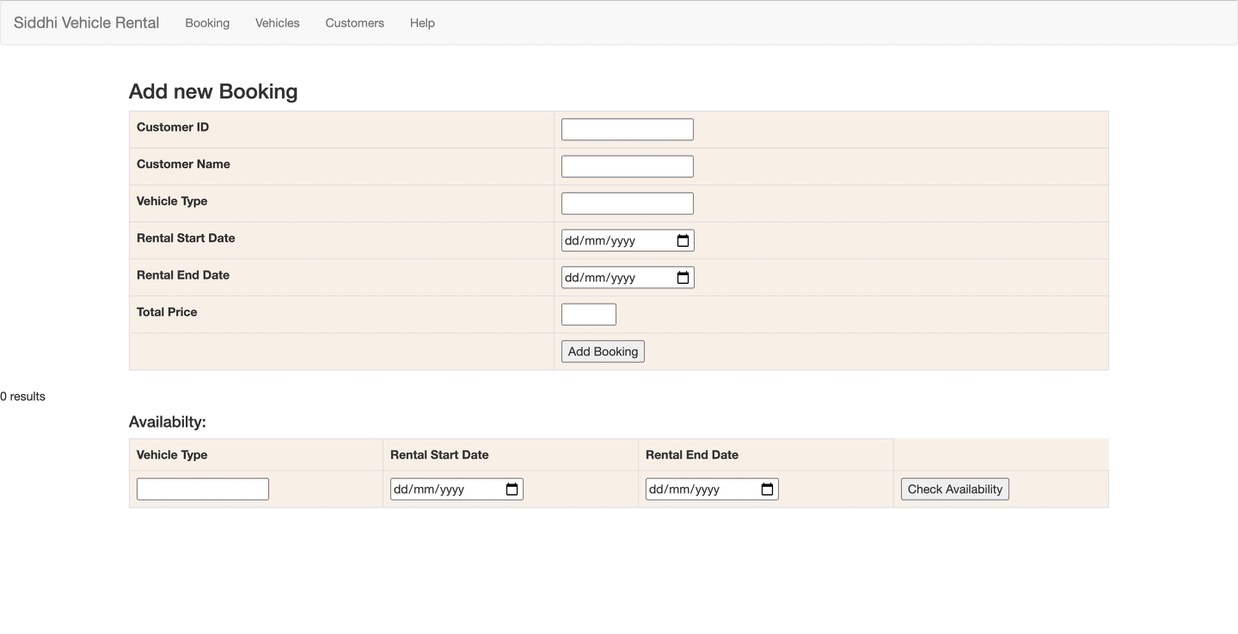 Siddhi Vehicle Rental Booking Vehicles Customers Help
Add new Booking
Customer ID
Customer Name
Vehicle Type
Rental Start Date dd/mm/yyyy
Rental End Date dd/mm/yyyy
Total Price
Add Booking
0 results
Availabilty:
Vehicle Type Rental Start Date Rental End Date
dd/mm/yyyy dd/mm/yyyy Check Availability